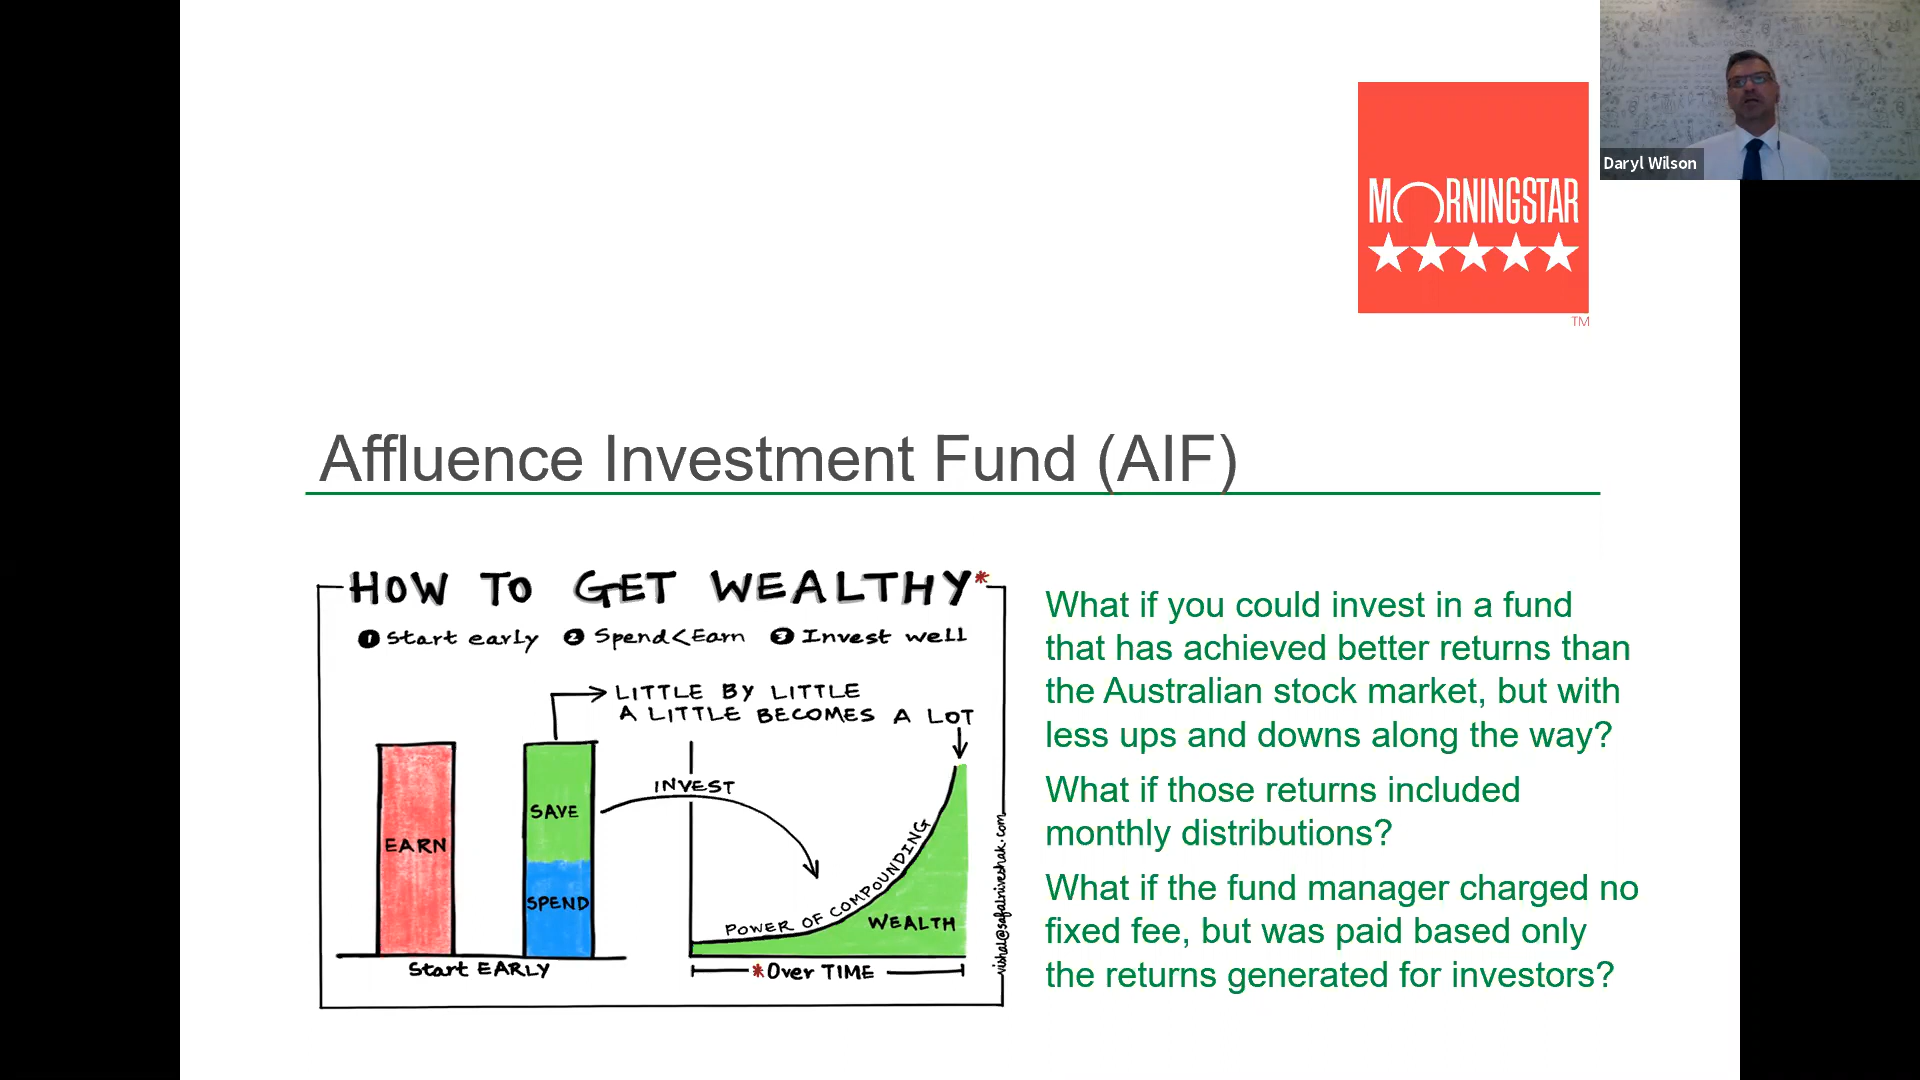 Daryl Wilson
MORNINGSTAR
TM
Affluence Investment Fund (AIF)
HOW TO GET WEALTHY*
1 Start early 2 Spend<Earn 3 Invest well
LITTLE BY LITTLE
A LITTLE BECOMES A LOT
INVEST
SAVE
EARN
SPEND
POWER OF COMPOUNDING
WEALTH
Start EARLY
*Over TIME
vishal@safalniveshak.com
What if you could invest in a fund
that has achieved better returns than
the Australian stock market, but with
less ups and downs along the way?
What if those returns included
monthly distributions?
What if the fund manager charged no
fixed fee, but was paid based only
the returns generated for investors?